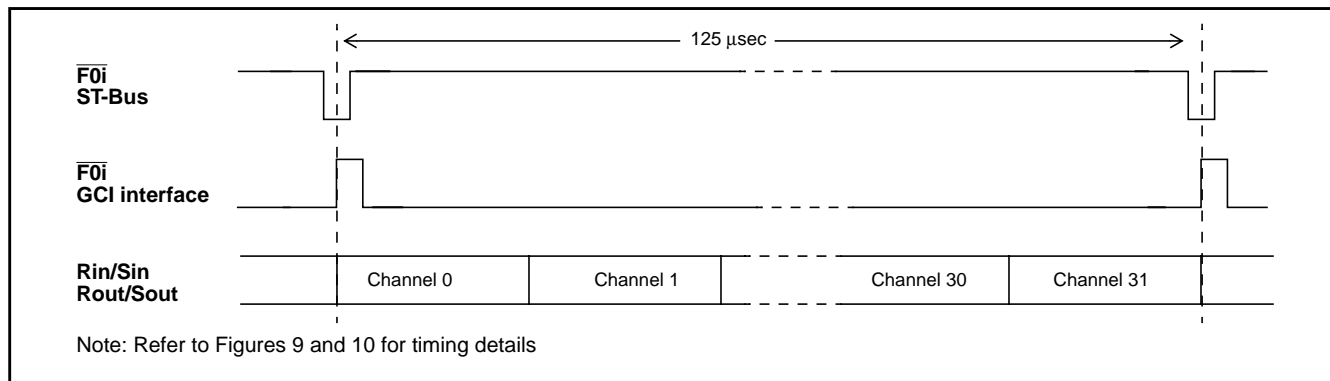 125 μsec
F0i
ST-Bus
F0i
GCI interface
Rin/Sin
Rout/Sout
Channel 0
Channel 1
Channel 30
Channel 31
Note: Refer to Figures 9 and 10 for timing details